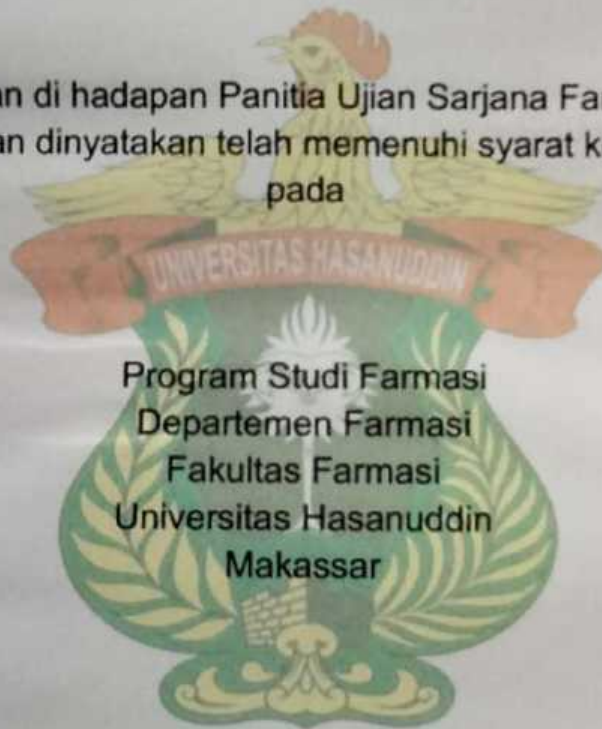 an di hadapan Panitia Ujian Sarjana Fa
an dinyatakan telah memenuhi syarat k
pada
UNIVERSITAS HASANUDDIN
Program Studi Farmasi
Departemen Farmasi
Fakultas Farmasi
Universitas Hasanuddin
Makassar